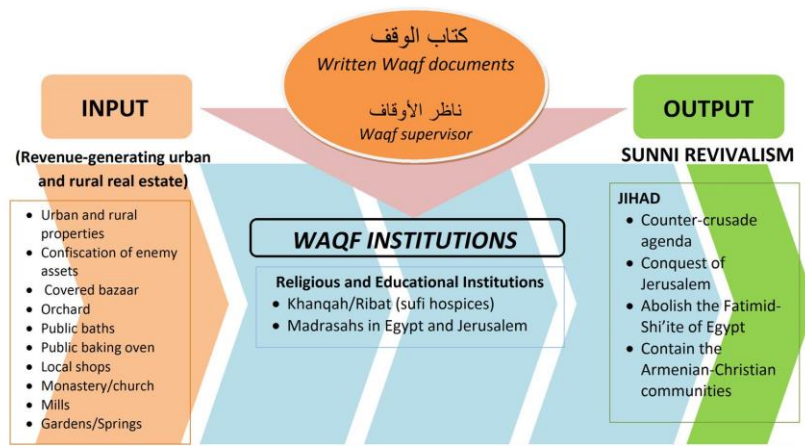 كتاب الوقف
Written Waqf documents
ناظر الأوقاف
Waqf supervisor
INPUT
(Revenue-generating urban
and rural real estate)
• Urban and rural
properties
• Confiscation of enemy
assets
• Covered bazaar
• Orchard
• Public baths
• Public baking oven
• Local shops
• Monastery/church
• Mills
• Gardens/Springs
WAQF INSTITUTIONS
Religious and Educational Institutions
• Khanqah/Ribat (sufi hospices)
• Madrasahs in Egypt and Jerusalem
OUTPUT
SUNNI REVIVALISM
JIHAD
• Counter-crusade
agenda
• Conquest of
Jerusalem
• Abolish the Fatimid-
Shi'ite of Egypt
• Contain the
Armenian-Christian
communities